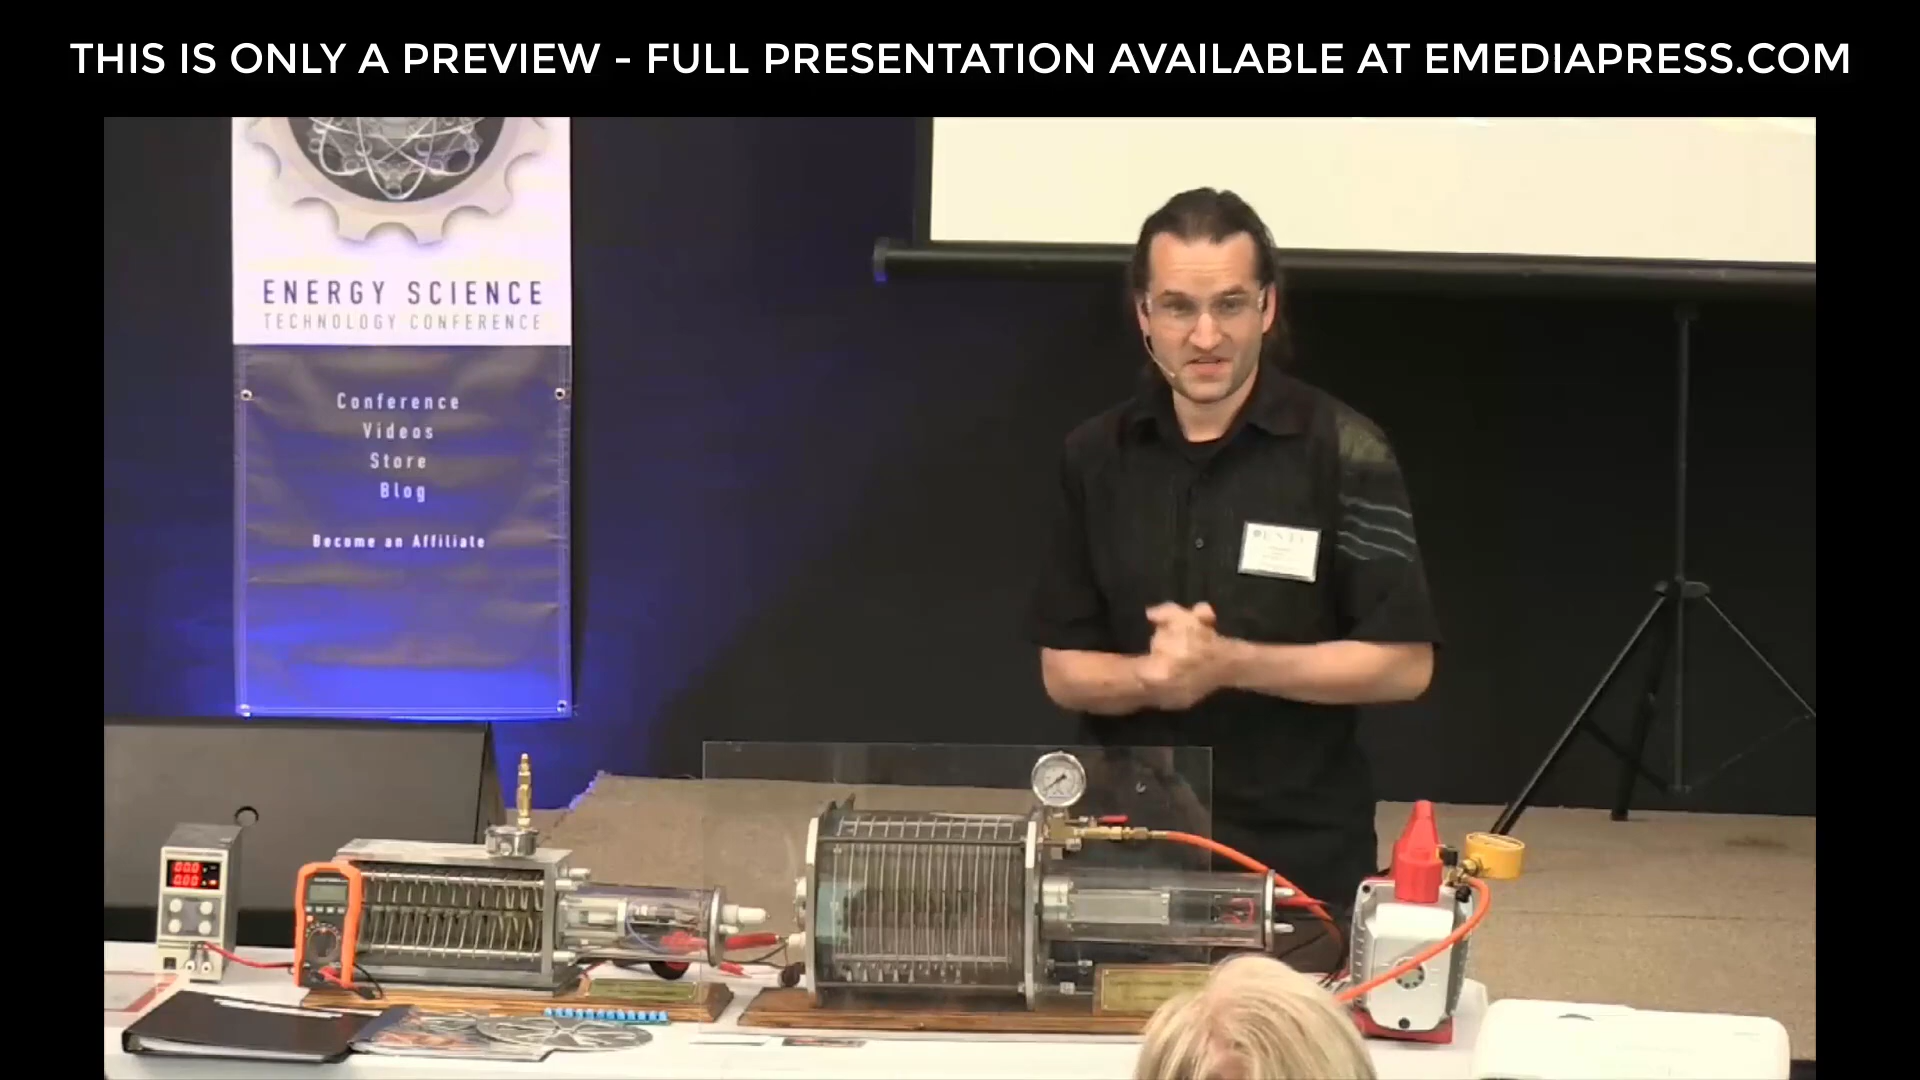 THIS IS ONLY A PREVIEW - FULL PRESENTATION AVAILABLE AT EMEDIAPRESS.COM
ENERGY SCIENCE
TECHNOLOGY CONFERENCE
Conference
Videos
Store
Blog
Become an Affiliate